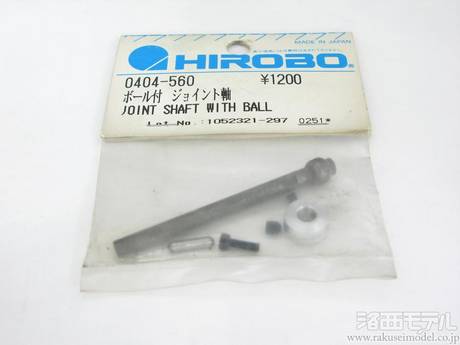 MADE IN JAPAN
HIROBO®
0404-560 ¥1200
ボール付 ジョイント軸
JOINT SHAFT WITH BALL
Lot No.:1052321-297 0251*
洛西モデル
www.rakuseimodel.co.jp